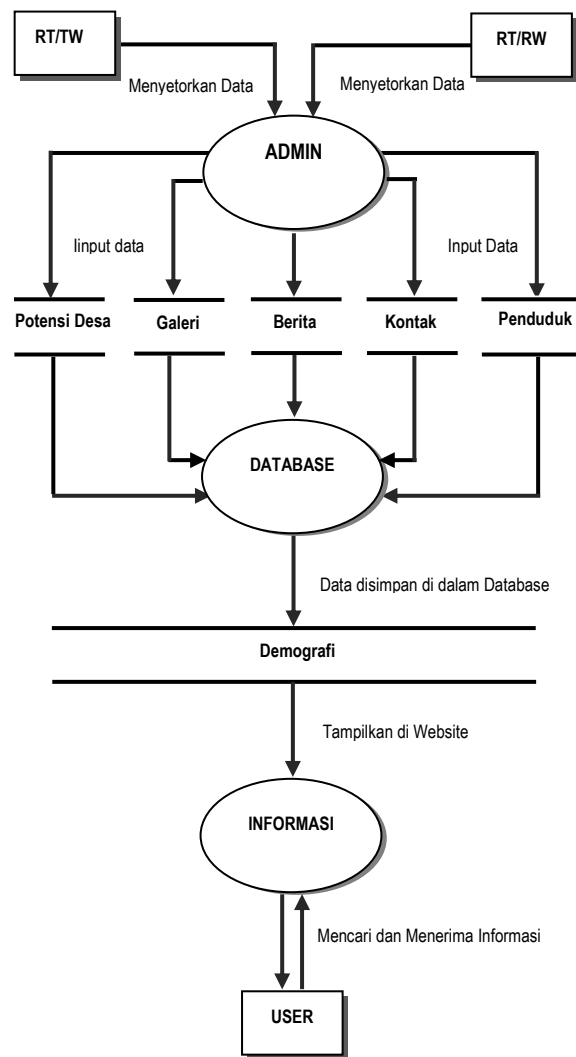 RT/TW
RT/RW
Menyetorkan Data
Menyetorkan Data
ADMIN
Iinput data
Input Data
Potensi Desa
Galeri
Berita
Kontak
Penduduk
DATABASE
Data disimpan di dalam Database
Demografi
Tampilkan di Website
INFORMASI
Mencari dan Menerima Informasi
USER